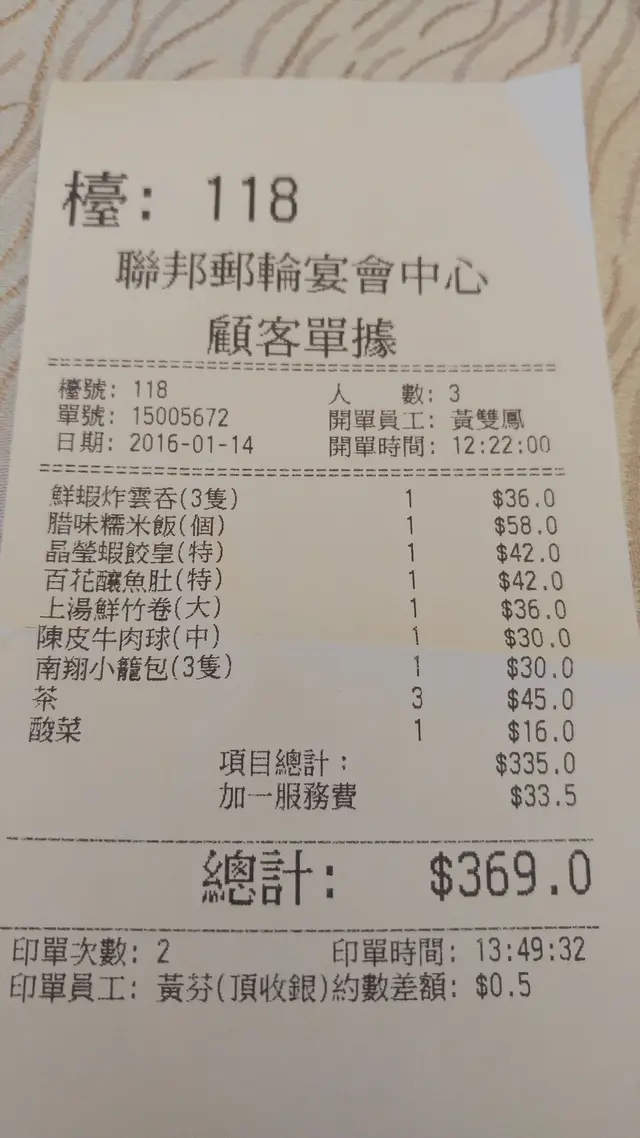 檯: 118
聯邦郵輪宴會中心
顧客單據
檯號: 118 人 數: 3
單號: 15005672 開單員工: 黃雙鳳
日期: 2016-01-14 開單時間: 12:22:00
鮮蝦炸雲吞(3隻) 1 $36.0
腊味糯米飯(個) 1 $58.0
晶瑩蝦餃皇(特) 1 $42.0
百花釀魚肚(特) 1 $42.0
上湯鮮竹卷(大) 1 $36.0
陳皮牛肉球(中) 1 $30.0
南翔小籠包(3隻) 1 $30.0
茶 3 $45.0
酸菜 1 $16.0
項目總計: $335.0
加一服務費 $33.5
總計: $369.0
印單次數: 2 印單時間: 13:49:32
印單員工: 黃芬(頂收銀)約數差額: $0.5